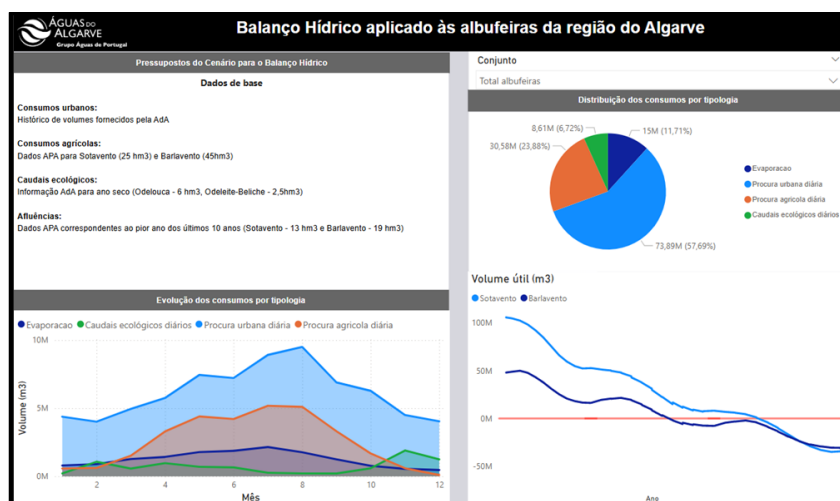 ÁGUAS DO
ALGARVE
Grupo Águas de Portugal
Balanço Hídrico aplicado às albufeiras da região do Algarve
Pressupostos do Cenário para o Balanço Hídrico
Dados de base
Consumos urbanos:
Histórico de volumes fornecidos pela AdA
Consumos agrícolas:
Dados APA para Sotavento (25 hm3) e Barlavento (45hm3)
Caudais ecológicos:
Informação AdA para ano seco (Odelouca - 6 hm3, Odeleite-Beliche - 2,5hm3)
Afluências:
Dados APA correspondentes ao pior ano dos últimos 10 anos (Sotavento - 13 hm3 e Barlavento - 19 hm3)
Conjunto
Total albufeiras
Distribuição dos consumos por tipologia
8,61M (6,72%)
15M (11,71%)
30,58M (23,88%)
73,89M (57,69%)
Evaporacao
Procura urbana diária
Procura agricola diária
Caudais ecológicos diários
Evolução dos consumos por tipologia
Evaporacao Caudais ecológicos diários Procura urbana diária Procura agricola diária
10M
5M
0M
Volume (m3)
2 4 6 8 10 12
Mês
Volume útil (m3)
Sotavento Barlavento
100M
50M
0M
-50M
Ano